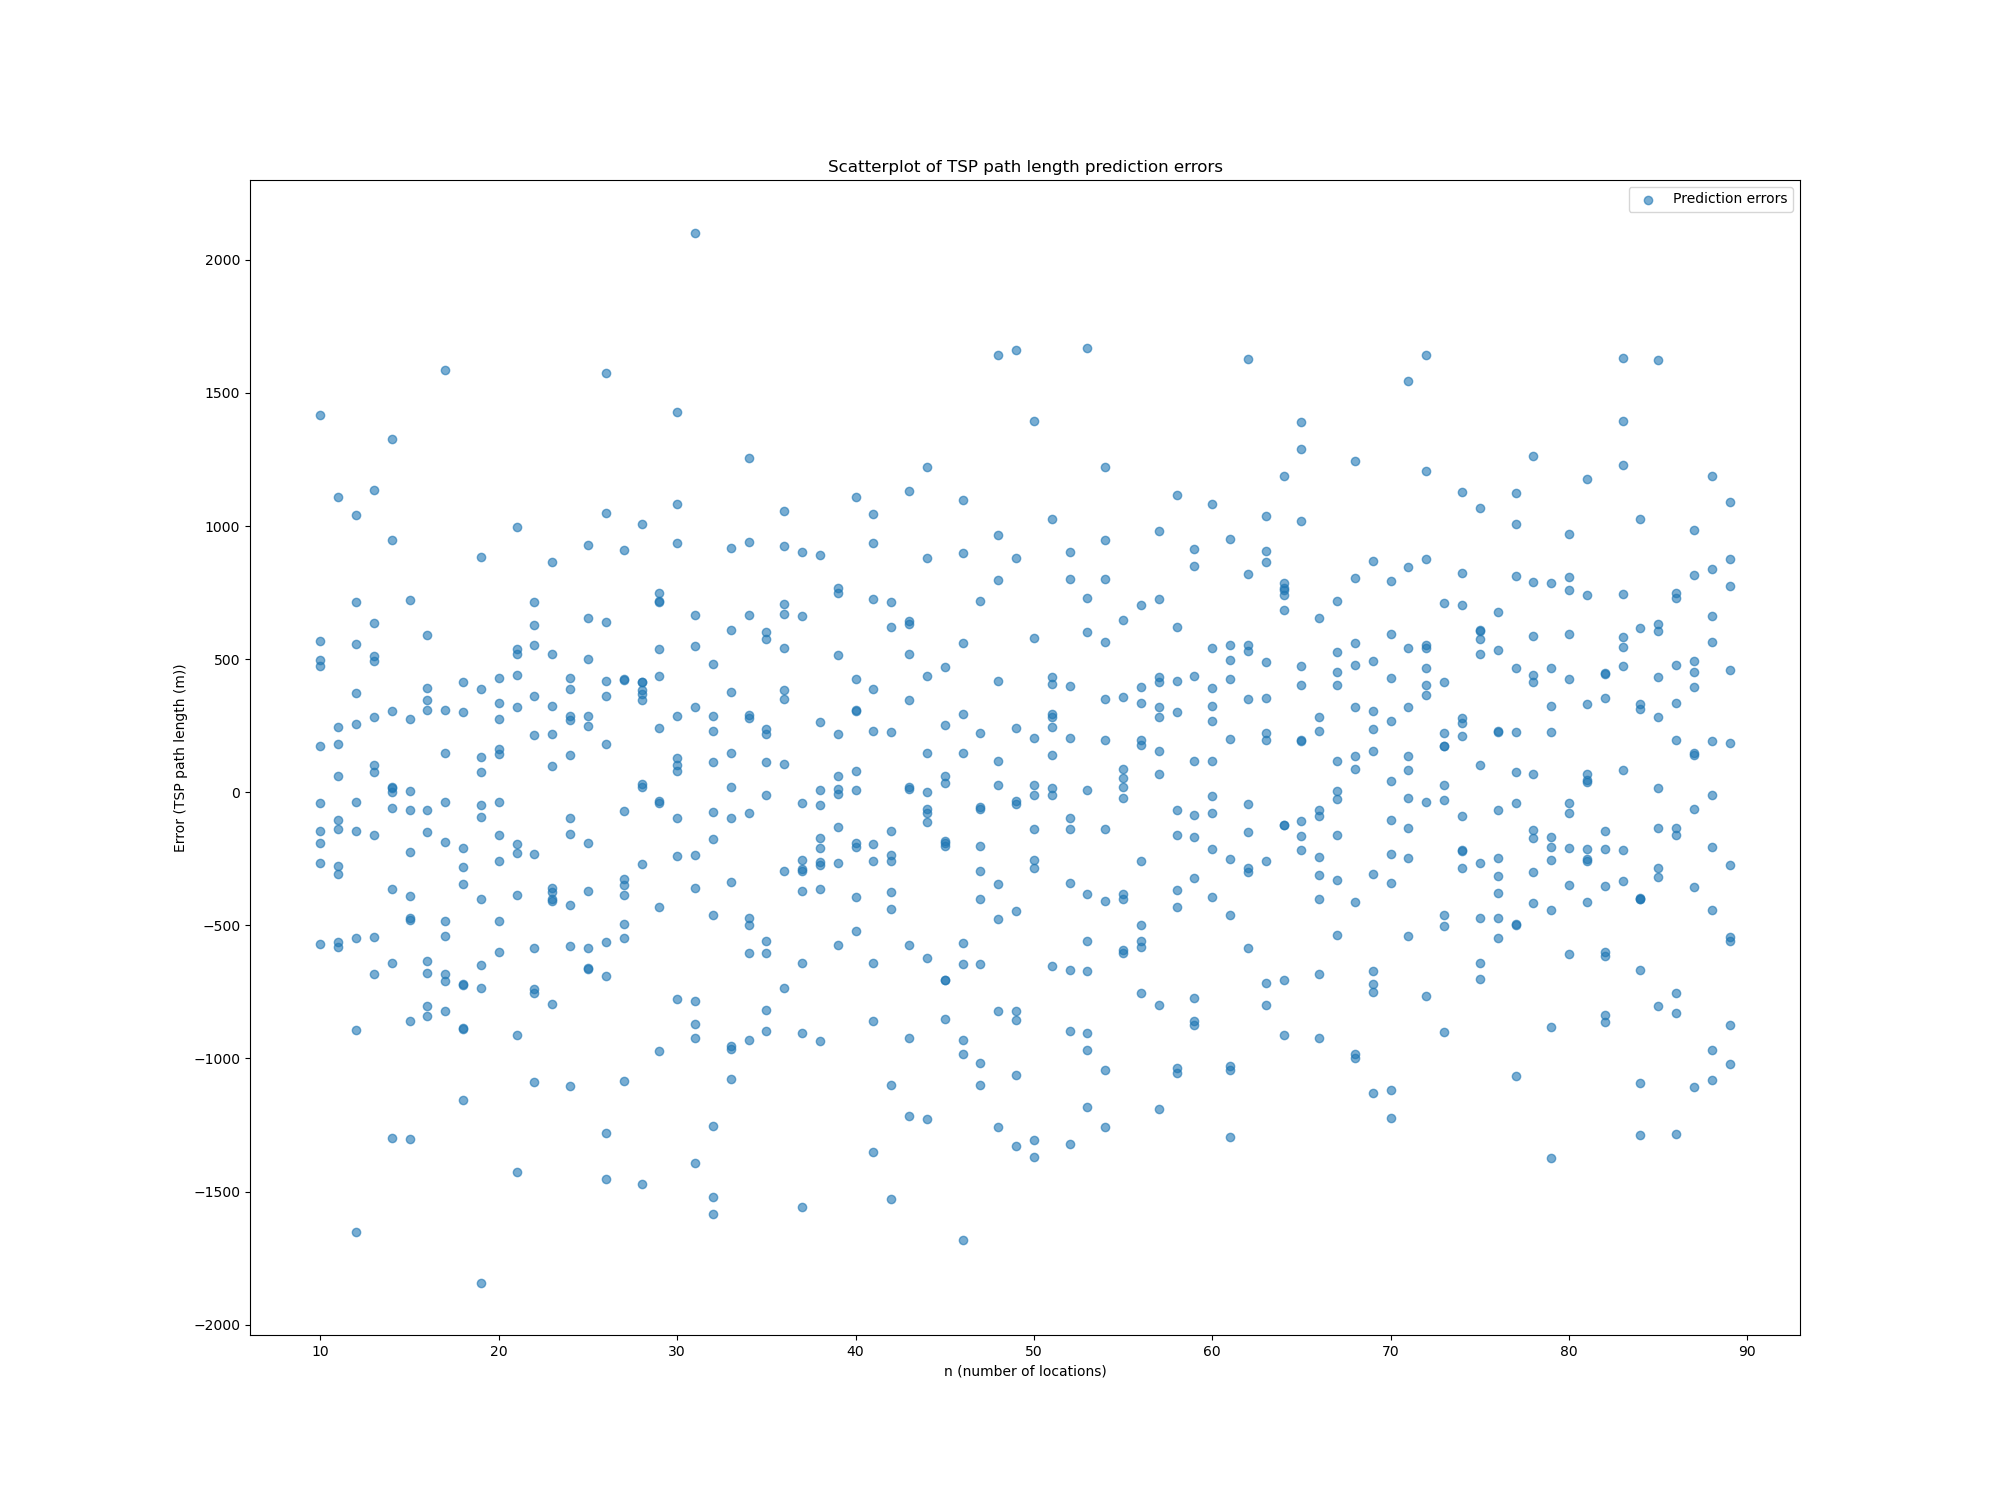 Scatterplot of TSP path length prediction errors
Prediction errors
2000
1500
1000
500
0
−500
−1000
−1500
−2000
Error (TSP path length (m))
10 20 30 40 50 60 70 80 90
n (number of locations)